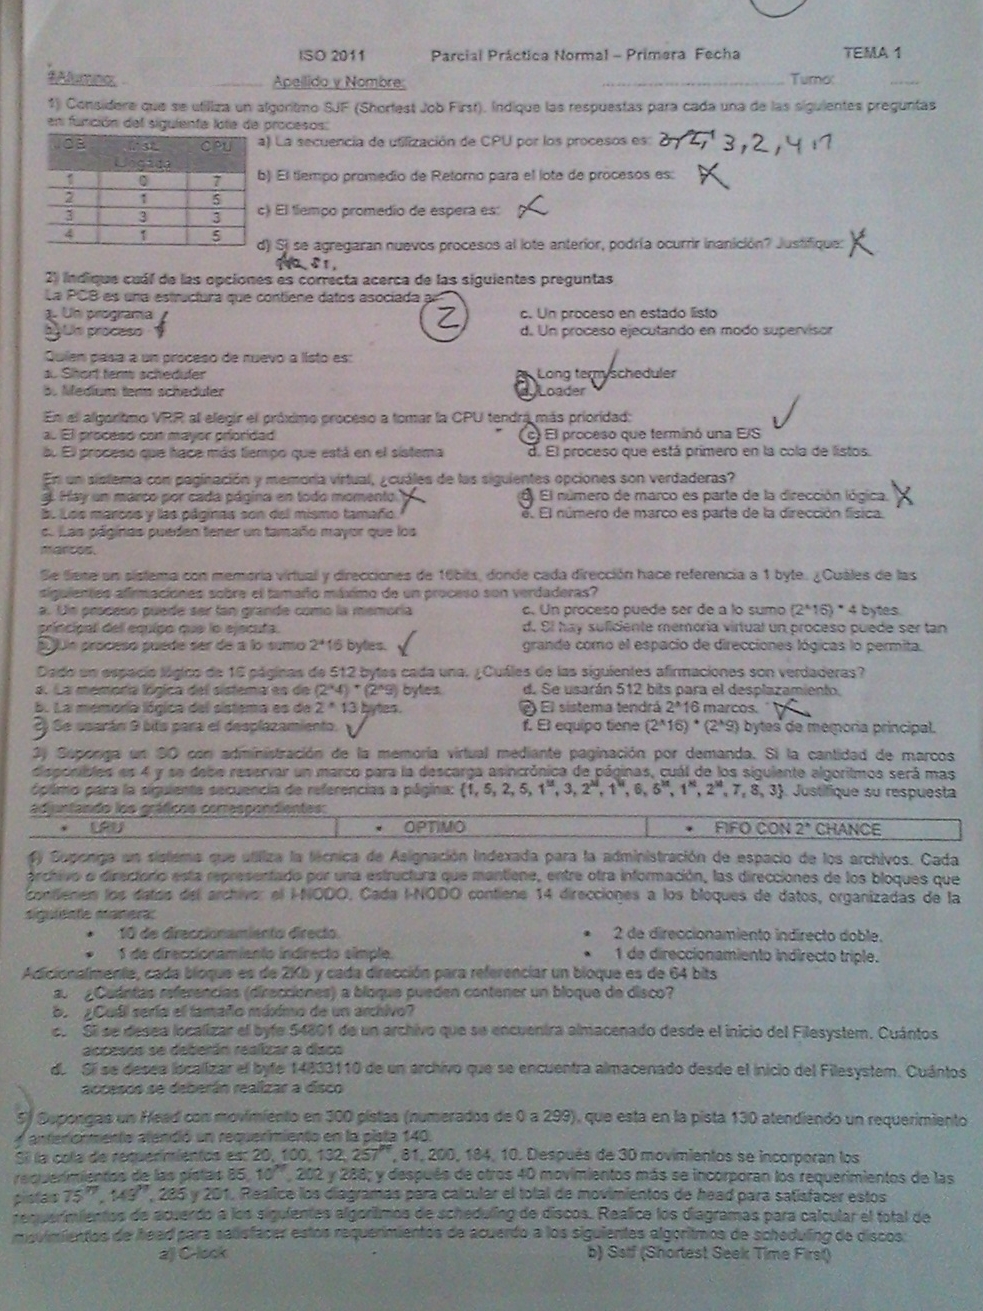 ISO 2011 Parcial Práctica Normal – Primera Fecha TEMA 1
#Alumno: Apellido y Nombre: Turno:
1) Considere que se utiliza un algoritmo SJF (Shortest Job First). Indique las respuestas para cada una de las siguientes preguntas
en función del siguiente lote de procesos:
JOB Inst. Llegada CPU
1 0 7
2 1 5
3 3 3
4 1 5
a) La secuencia de utilización de CPU por los procesos es: 3, 2, 4, 1
b) El tiempo promedio de Retorno para el lote de procesos es:
c) El tiempo promedio de espera es:
d) Si se agregaran nuevos procesos al lote anterior, podría ocurrir inanición? Justifique:
2) Indique cuál de las opciones es correcta acerca de las siguientes preguntas
La PCB es una estructura que contiene datos asociada a:
2
a. Un programa
b. Un proceso
c. Un proceso en estado listo
d. Un proceso ejecutando en modo supervisor
Quien pasa a un proceso de nuevo a listo es:
a. Short term scheduler
b. Medium term scheduler
Long term scheduler
d. Loader
En el algoritmo VRR al elegir el próximo proceso a tomar la CPU tendrá más prioridad:
a. El proceso con mayor prioridad
b. El proceso que hace más tiempo que está en el sistema
c. El proceso que terminó una E/S
d. El proceso que está primero en la cola de listos.
En un sistema con paginación y memoria virtual, ¿cuáles de las siguientes opciones son verdaderas?
a. Hay un marco por cada página en todo momento.
b. Los marcos y las páginas son del mismo tamaño.
c. Las páginas pueden tener un tamaño mayor que los
marcos.
d. El número de marco es parte de la dirección lógica.
e. El número de marco es parte de la dirección física.
Se tiene un sistema con memoria virtual y direcciones de 16bits, donde cada dirección hace referencia a 1 byte. ¿Cuáles de las
siguientes afirmaciones sobre el tamaño máximo de un proceso son verdaderas?
a. Un proceso puede ser tan grande como la memoria
principal del equipo que lo ejecuta.
b. Un proceso puede ser de a lo sumo 2^16 bytes.
c. Un proceso puede ser de a lo sumo (2^16) * 4 bytes.
d. Si hay suficiente memoria virtual un proceso puede ser tan
grande como el espacio de direcciones lógicas lo permita.
Dado un espacio lógico de 16 páginas de 512 bytes cada una. ¿Cuáles de las siguientes afirmaciones son verdaderas?
a. La memoria lógica del sistema es de (2^4) * (2^9) bytes.
b. La memoria lógica del sistema es de 2 ^ 13 bytes.
c) Se usarán 9 bits para el desplazamiento.
d. Se usarán 512 bits para el desplazamiento.
e) El sistema tendrá 2^16 marcos.
f. El equipo tiene (2^16) * (2^9) bytes de memoria principal.
3) Suponga un SO con administración de la memoria virtual mediante paginación por demanda. Si la cantidad de marcos
disponibles es 4 y se debe reservar un marco para la descarga asincrónica de páginas, cuál de los siguiente algoritmos será mas
óptimo para la siguiente secuencia de referencias a página: {1, 5, 2, 5, 1ᴹ, 3, 2ᴹ, 1ᴹ, 6, 5ᴹ, 1ᴹ, 2ᴹ, 7, 8, 3}. Justifique su respuesta
adjuntando los gráficos correspondientes:
• LRU • OPTIMO • FIFO CON 2° CHANCE
4) Suponga un sistema que utiliza la técnica de Asignación Indexada para la administración de espacio de los archivos. Cada
archivo o directorio esta representado por una estructura que mantiene, entre otra información, las direcciones de los bloques que
contienen los datos del archivo: el I-NODO. Cada I-NODO contiene 14 direcciones a los bloques de datos, organizadas de la
siguiente manera:
• 10 de direccionamiento directo. • 2 de direccionamiento indirecto doble.
• 1 de direccionamiento indirecto simple. • 1 de direccionamiento indirecto triple.
Adicionalmente, cada bloque es de 2Kb y cada dirección para referenciar un bloque es de 64 bits
a. ¿Cuántas referencias (direcciones) a bloque pueden contener un bloque de disco?
b. ¿Cuál sería el tamaño máximo de un archivo?
c. Si se desea localizar el byte 54801 de un archivo que se encuentra almacenado desde el inicio del Filesystem. Cuántos
accesos se deberán realizar a disco
d. Si se desea localizar el byte 14833110 de un archivo que se encuentra almacenado desde el inicio del Filesystem. Cuántos
accesos se deberán realizar a disco
5) Supongas un Head con movimiento en 300 pistas (numerados de 0 a 299), que esta en la pista 130 atendiendo un requerimiento
y anteriormente atendió un requerimiento en la pista 140.
Si la cola de requerimientos es: 20, 100, 132, 257ᴾᶠ, 81, 200, 184, 10. Después de 30 movimientos se incorporan los
requerimientos de las pistas 85, 10ᴾᶠ, 202 y 288; y después de otros 40 movimientos más se incorporan los requerimientos de las
pistas 75ᴾᶠ, 149ᴾᶠ, 285 y 201. Realice los diagramas para calcular el total de movimientos de head para satisfacer estos
requerimientos de acuerdo a los siguientes algoritmos de scheduling de discos. Realice los diagramas para calcular el total de
movimientos de head para satisfacer estos requerimientos de acuerdo a los siguientes algoritmos de scheduling de discos:
a) C-look b) Sstf (Shortest Seek Time First)